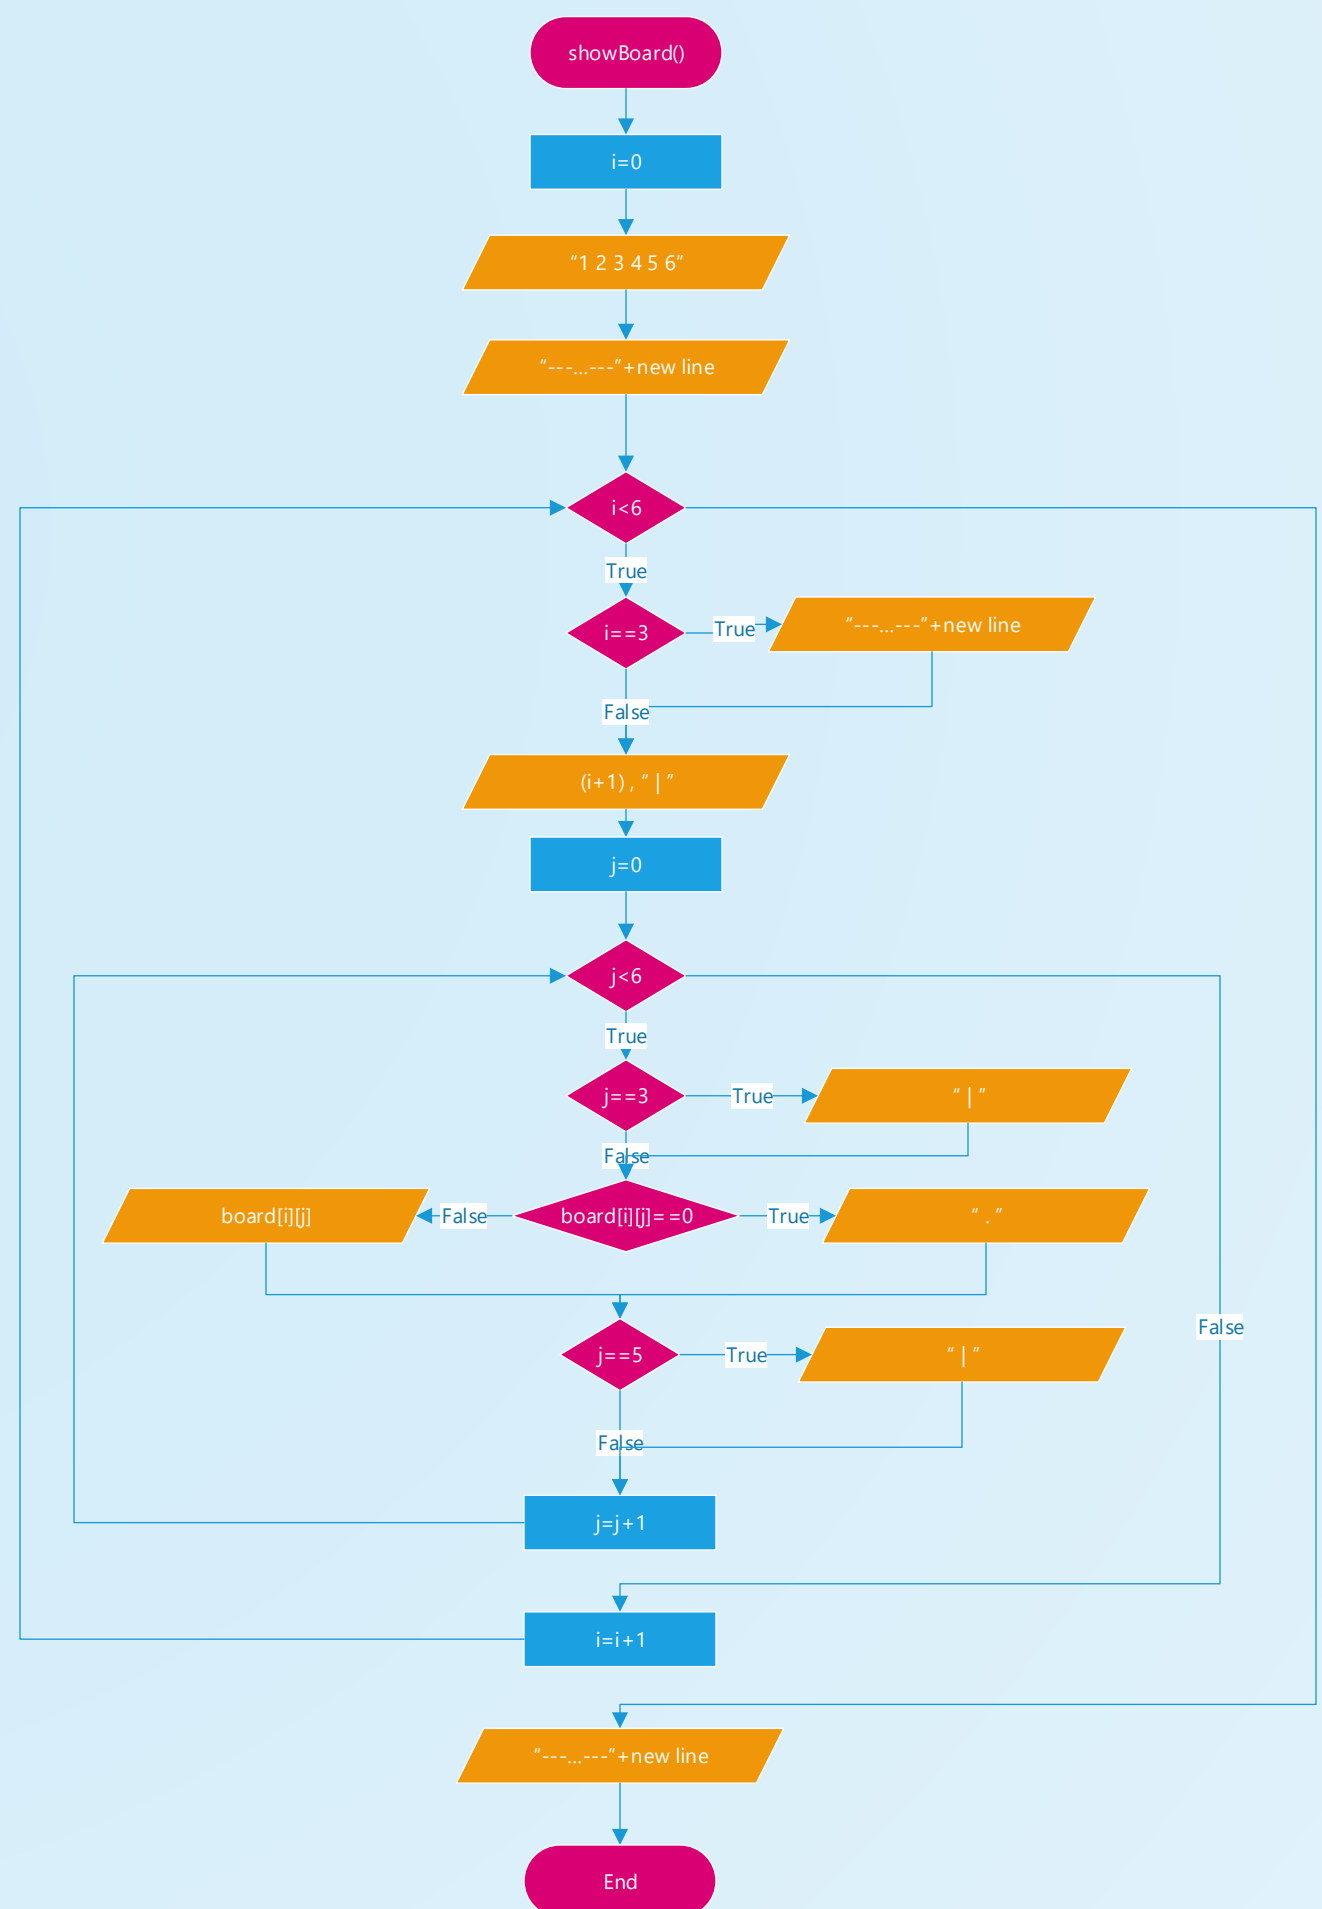 showBoard()
i=0
“1 2 3 4 5 6”
“---...---”+new line
i<6
True
i==3
True
“---...---”+new line
False
(i+1) , “ | ”
j=0
j<6
True
j==3
True
“ | ”
False
board[i][j]
False
board[i][j]==0
True
“ . ”
False
j==5
True
“ | ”
False
j=j+1
i=i+1
“---...---”+new line
End